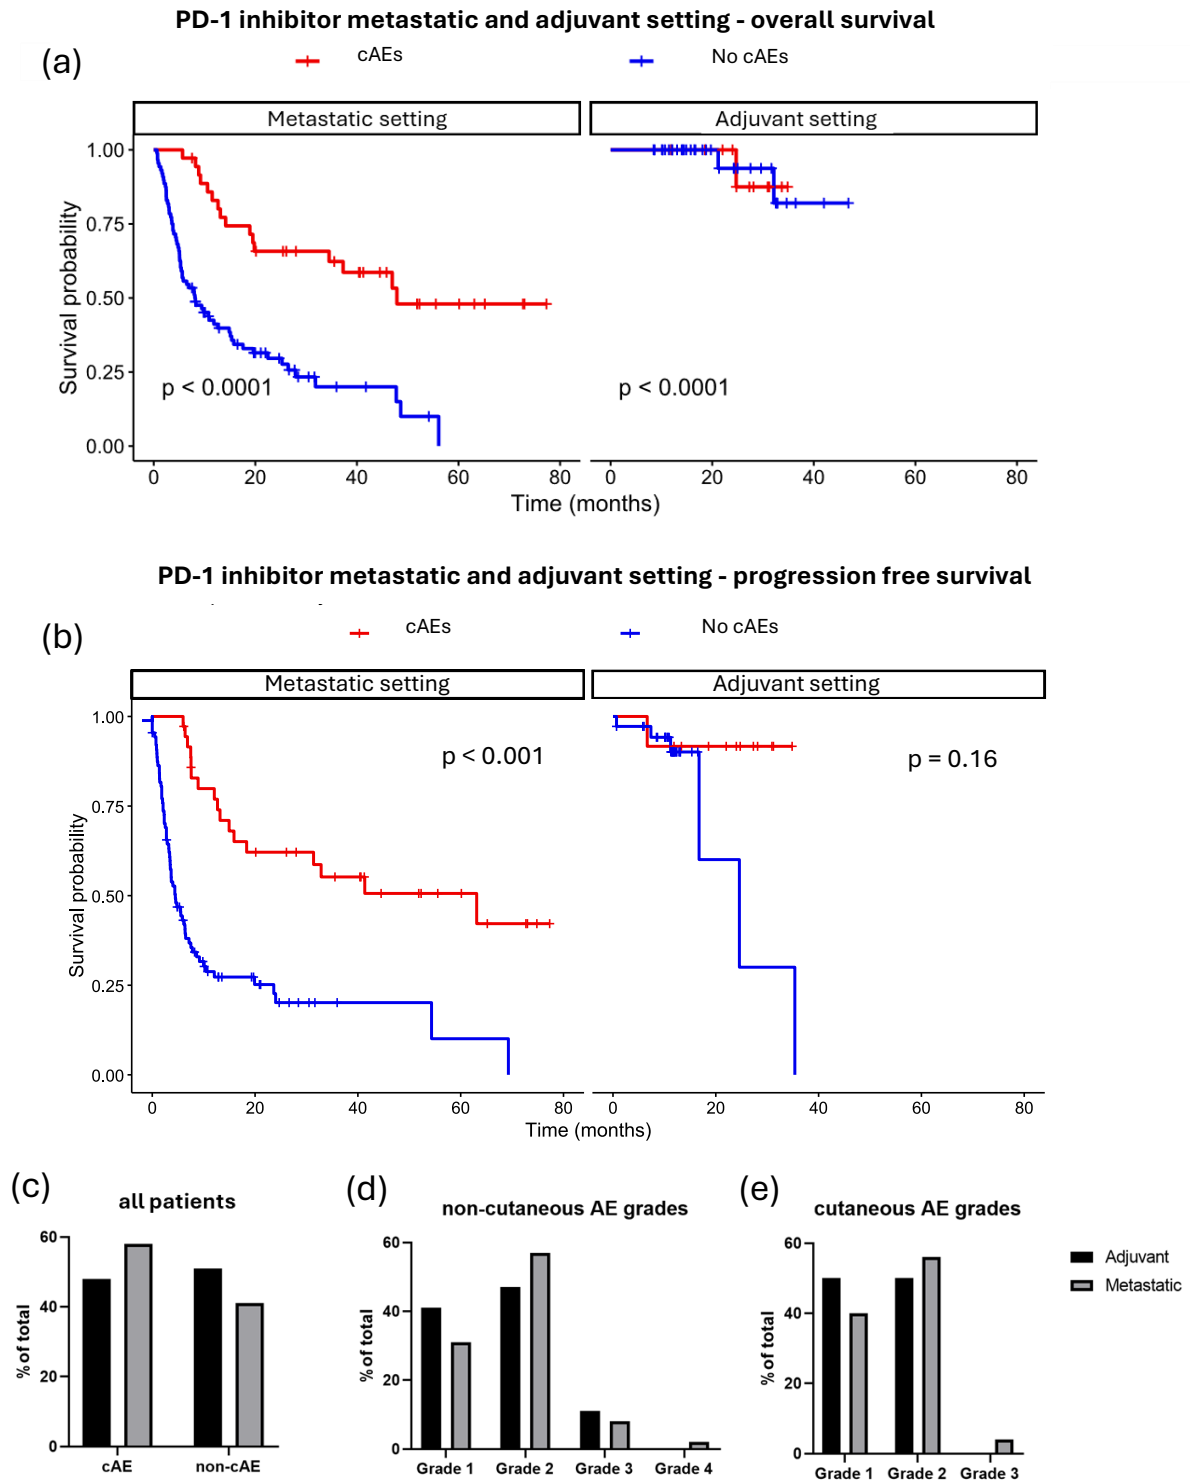 PD-1 inhibitor metastatic and adjuvant setting - overall survival
(a)
cAEs
No cAEs
Metastatic setting
Adjuvant setting
Survival probability
1.00
0.75
0.50
0.25
0.00
p < 0.0001
p < 0.0001
0 20 40 60 80
0 20 40 60 80
Time (months)
PD-1 inhibitor metastatic and adjuvant setting - progression free survival
(b)
cAEs
No cAEs
Metastatic setting
Adjuvant setting
Survival probability
1.00
0.75
0.50
0.25
0.00
p < 0.001
p = 0.16
0 20 40 60 80
0 20 40 60 80
Time (months)
(c)
all patients
% of total
60
40
20
0
cAE non-cAE
(d)
non-cutaneous AE grades
% of total
60
40
20
0
Grade 1 Grade 2 Grade 3 Grade 4
(e)
cutaneous AE grades
% of total
60
40
20
0
Grade 1 Grade 2 Grade 3
Adjuvant
Metastatic